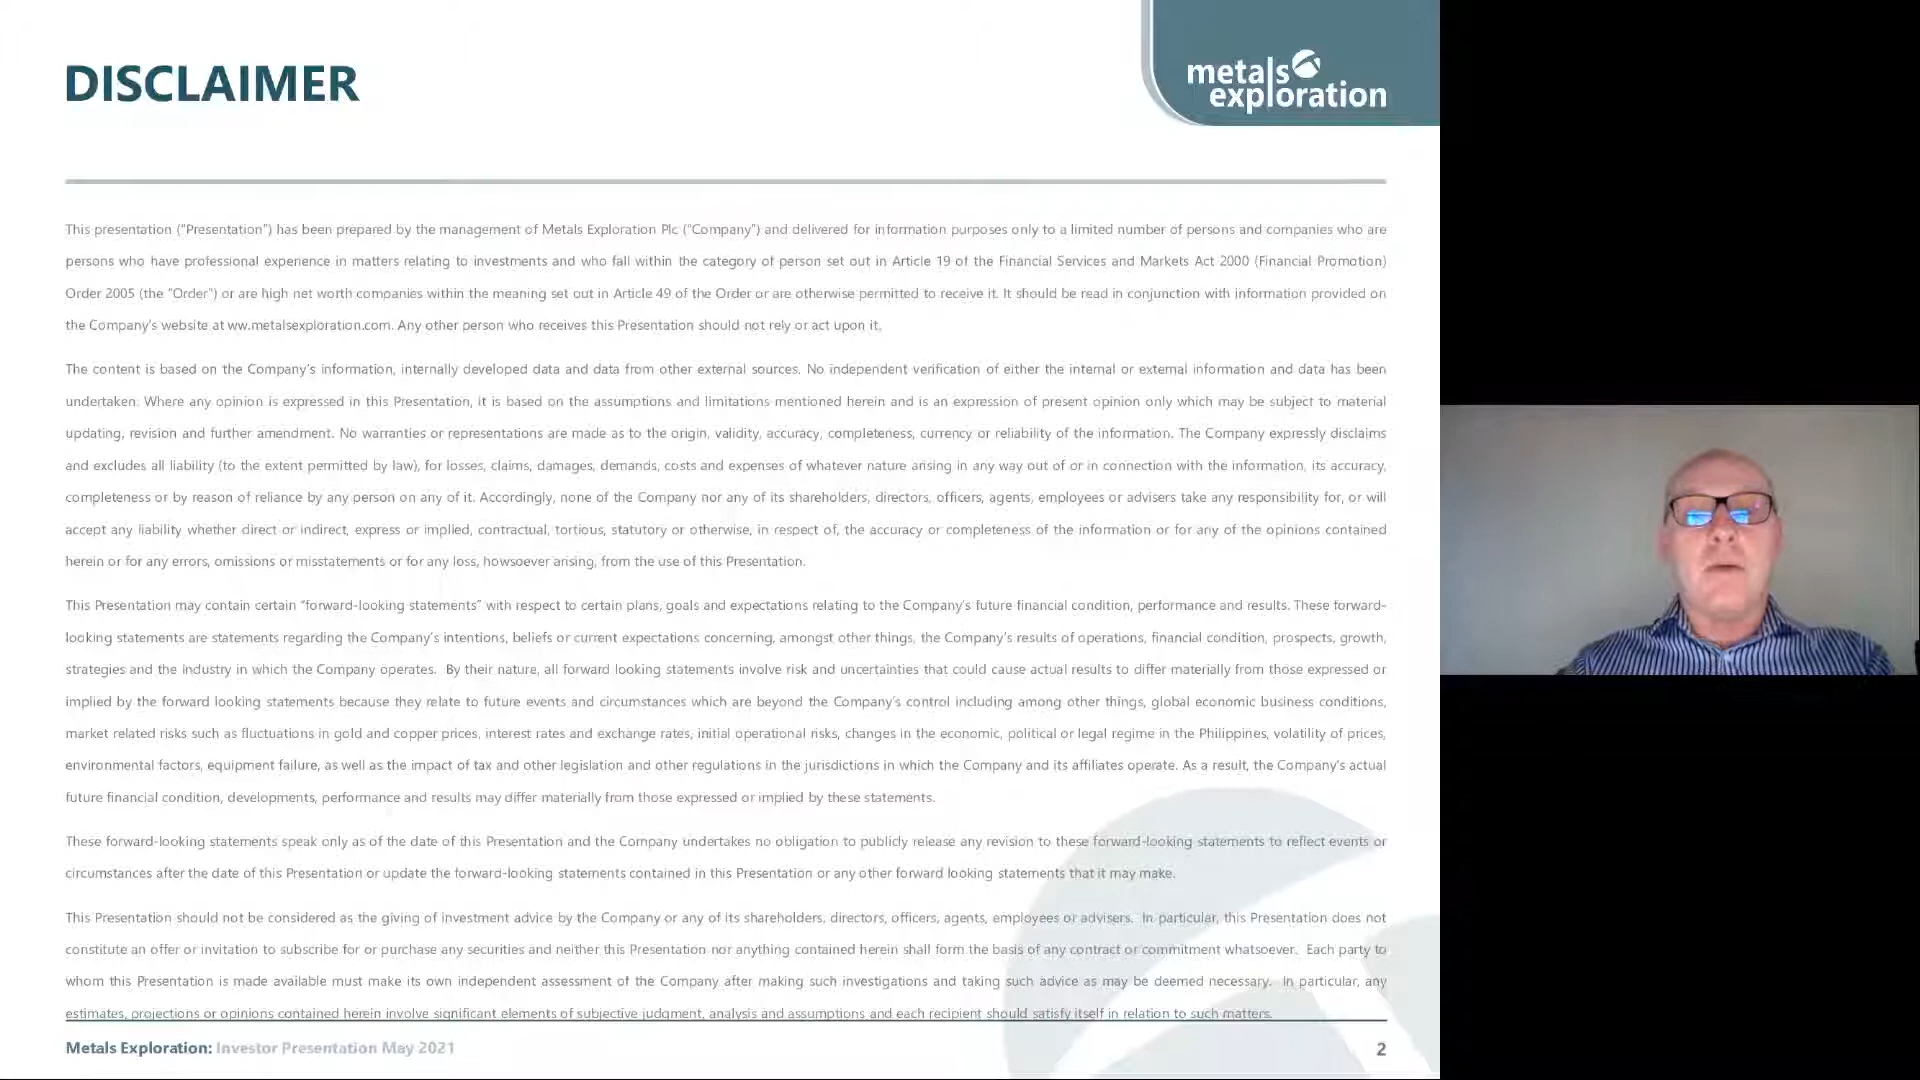 DISCLAIMER
metals
exploration
This presentation (“Presentation”) has been prepared by the management of Metals Exploration Plc (“Company”) and delivered for information purposes only to a limited number of persons and companies who are
persons who have professional experience in matters relating to investments and who fall within the category of person set out in Article 19 of the Financial Services and Markets Act 2000 (Financial Promotion)
Order 2005 (the “Order”) or are high net worth companies within the meaning set out in Article 49 of the Order or are otherwise permitted to receive it. It should be read in conjunction with information provided on
the Company’s website at ww.metalsexploration.com. Any other person who receives this Presentation should not rely or act upon it.
The content is based on the Company’s information, internally developed data and data from other external sources. No independent verification of either the internal or external information and data has been
undertaken. Where any opinion is expressed in this Presentation, it is based on the assumptions and limitations mentioned herein and is an expression of present opinion only which may be subject to material
updating, revision and further amendment. No warranties or representations are made as to the origin, validity, accuracy, completeness, currency or reliability of the information. The Company expressly disclaims
and excludes all liability (to the extent permitted by law), for losses, claims, damages, demands, costs and expenses of whatever nature arising in any way out of or in connection with the information, its accuracy,
completeness or by reason of reliance by any person on any of it. Accordingly, none of the Company nor any of its shareholders, directors, officers, agents, employees or advisers take any responsibility for, or will
accept any liability whether direct or indirect, express or implied, contractual, tortious, statutory or otherwise, in respect of, the accuracy or completeness of the information or for any of the opinions contained
herein or for any errors, omissions or misstatements or for any loss, howsoever arising, from the use of this Presentation.
This Presentation may contain certain “forward-looking statements” with respect to certain plans, goals and expectations relating to the Company’s future financial condition, performance and results. These forward-
looking statements are statements regarding the Company’s intentions, beliefs or current expectations concerning, amongst other things, the Company’s results of operations, financial condition, prospects, growth,
strategies and the industry in which the Company operates. By their nature, all forward looking statements involve risk and uncertainties that could cause actual results to differ materially from those expressed or
implied by the forward looking statements because they relate to future events and circumstances which are beyond the Company’s control including among other things, global economic business conditions,
market related risks such as fluctuations in gold and copper prices, interest rates and exchange rates, initial operational risks, changes in the economic, political or legal regime in the Philippines, volatility of prices,
environmental factors, equipment failure, as well as the impact of tax and other legislation and other regulations in the jurisdictions in which the Company and its affiliates operate. As a result, the Company’s actual
future financial condition, developments, performance and results may differ materially from those expressed or implied by these statements.
These forward-looking statements speak only as of the date of this Presentation and the Company undertakes no obligation to publicly release any revision to these forward-looking statements to reflect events or
circumstances after the date of this Presentation or update the forward-looking statements contained in this Presentation or any other forward looking statements that it may make.
This Presentation should not be considered as the giving of investment advice by the Company or any of its shareholders, directors, officers, agents, employees or advisers. In particular, this Presentation does not
constitute an offer or invitation to subscribe for or purchase any securities and neither this Presentation nor anything contained herein shall form the basis of any contract or commitment whatsoever. Each party to
whom this Presentation is made available must make its own independent assessment of the Company after making such investigations and taking such advice as may be deemed necessary. In particular, any
estimates, projections or opinions contained herein involve significant elements of subjective judgment, analysis and assumptions and each recipient should satisfy itself in relation to such matters.
Metals Exploration: Investor Presentation May 2021
2